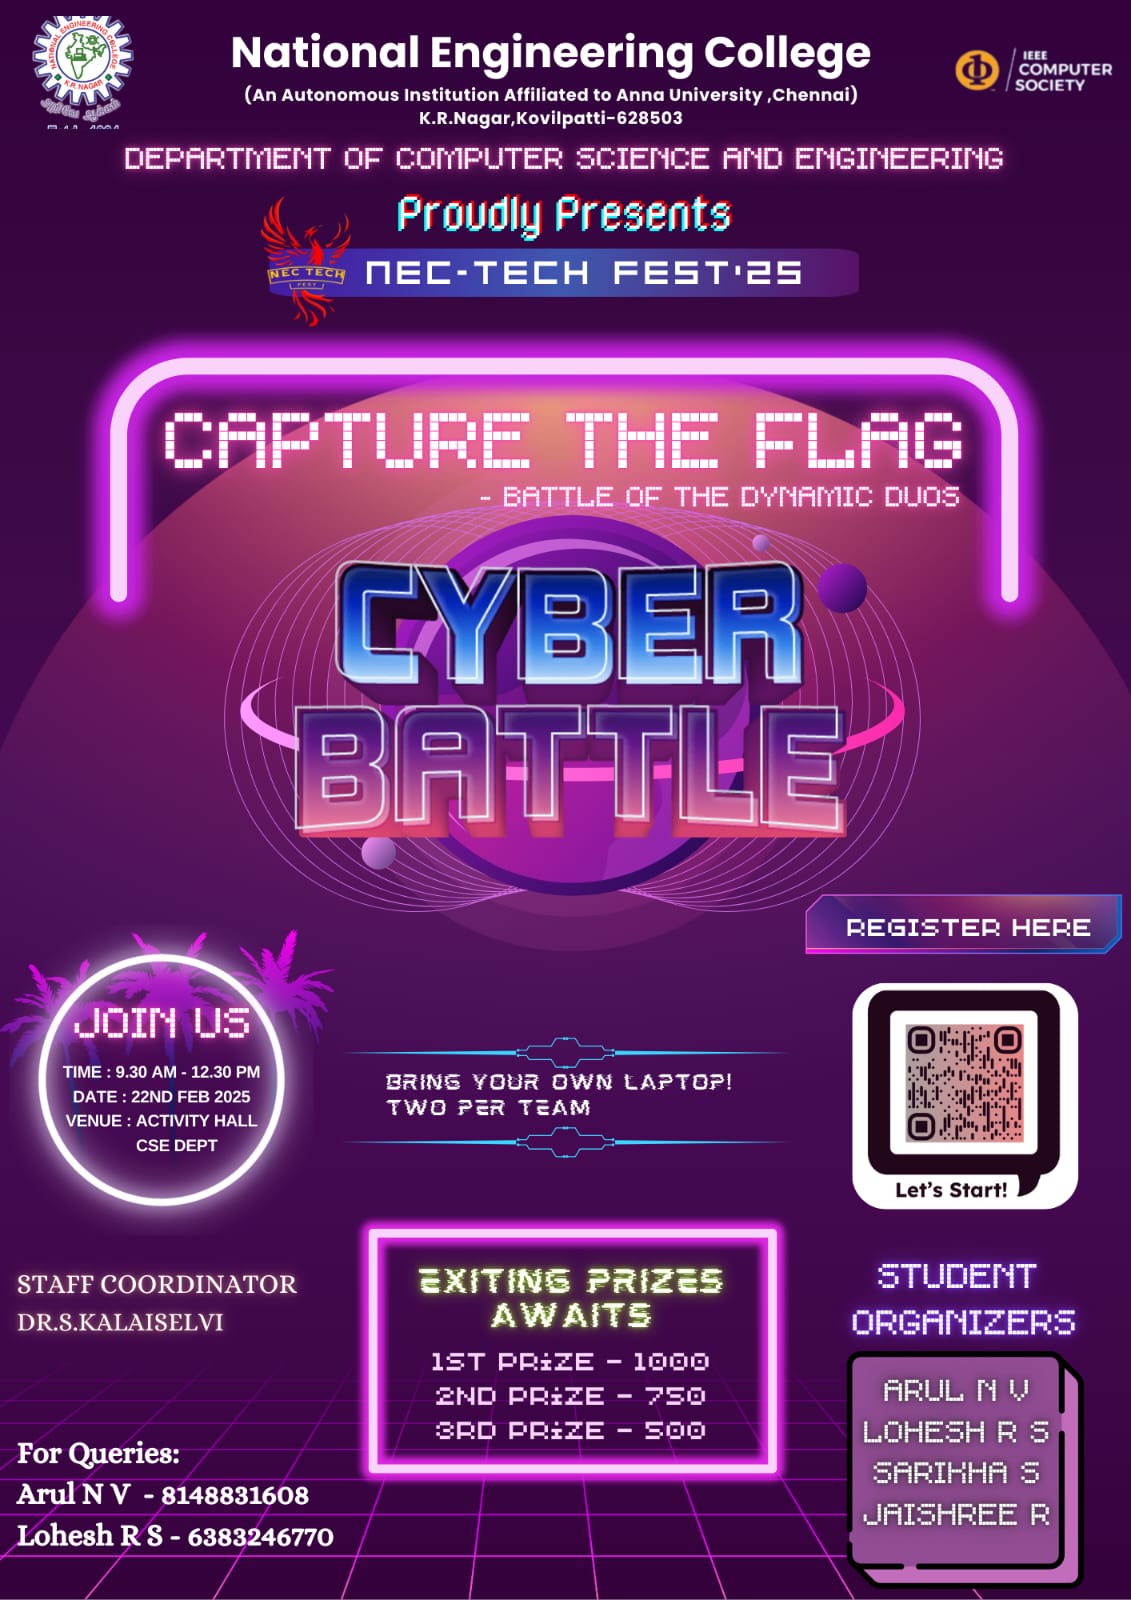 National Engineering College
(An Autonomous Institution Affiliated to Anna University ,Chennai)
K.R.Nagar,Kovilpatti-628503
NATIONAL ENGINEERING COLLEGE
K.R. NAGAR
IEEE
COMPUTER
SOCIETY
DEPARTMENT OF COMPUTER SCIENCE AND ENGINEERING
Proudly Presents
NEC TECH
FEST
NEC-TECH FEST'25
CAPTURE THE FLAG
- BATTLE OF THE DYNAMIC DUOS
CYBER
BATTLE
REGISTER HERE
JOIN US
TIME : 9.30 AM - 12.30 PM
DATE : 22ND FEB 2025
VENUE : ACTIVITY HALL
CSE DEPT
BRING YOUR OWN LAPTOP!
TWO PER TEAM
Let's Start!
STAFF COORDINATOR
DR.S.KALAISELVI
EXITING PRIZES
AWAITS
1ST PRiZE - 1000
2ND PRiZE - 750
3RD PRiZE - 500
STUDENT
ORGANIZERS
ARUL N V
LOHESH R S
SARIKHA S
JAISHREE R
For Queries:
Arul N V - 8148831608
Lohesh R S - 6383246770